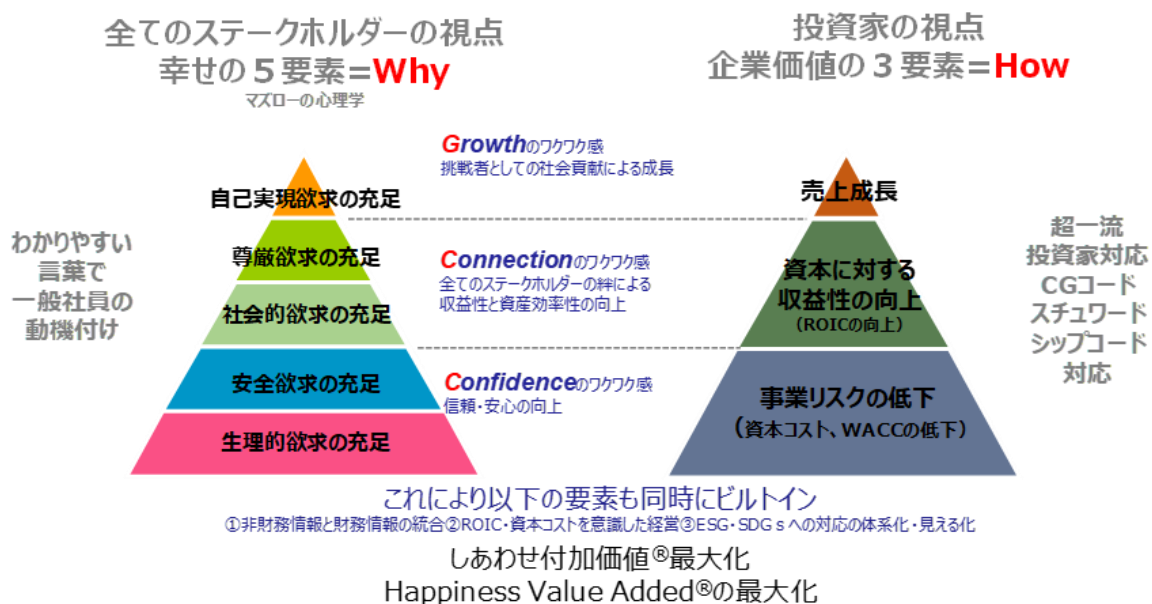 全てのステークホルダーの視点
幸せの5要素=Why
マズローの心理学
投資家の視点
企業価値の3要素=How
わかりやすい
言葉で
一般社員の
動機付け
自己実現欲求の充足
尊厳欲求の充足
社会的欲求の充足
安全欲求の充足
生理的欲求の充足
Growthのワクワク感
挑戦者としての社会貢献による成長
Connectionのワクワク感
全てのステークホルダーの絆による
収益性と資産効率性の向上
Confidenceのワクワク感
信頼・安心の向上
売上成長
資本に対する
収益性の向上
(ROICの向上)
事業リスクの低下
(資本コスト、WACCの低下)
超一流
投資家対応
CGコード
スチュワード
シップコード
対応
これにより以下の要素も同時にビルトイン
①非財務情報と財務情報の統合②ROIC・資本コストを意識した経営③ESG・SDGsへの対応の体系化・見える化
しあわせ付加価値®最大化
Happiness Value Added®の最大化